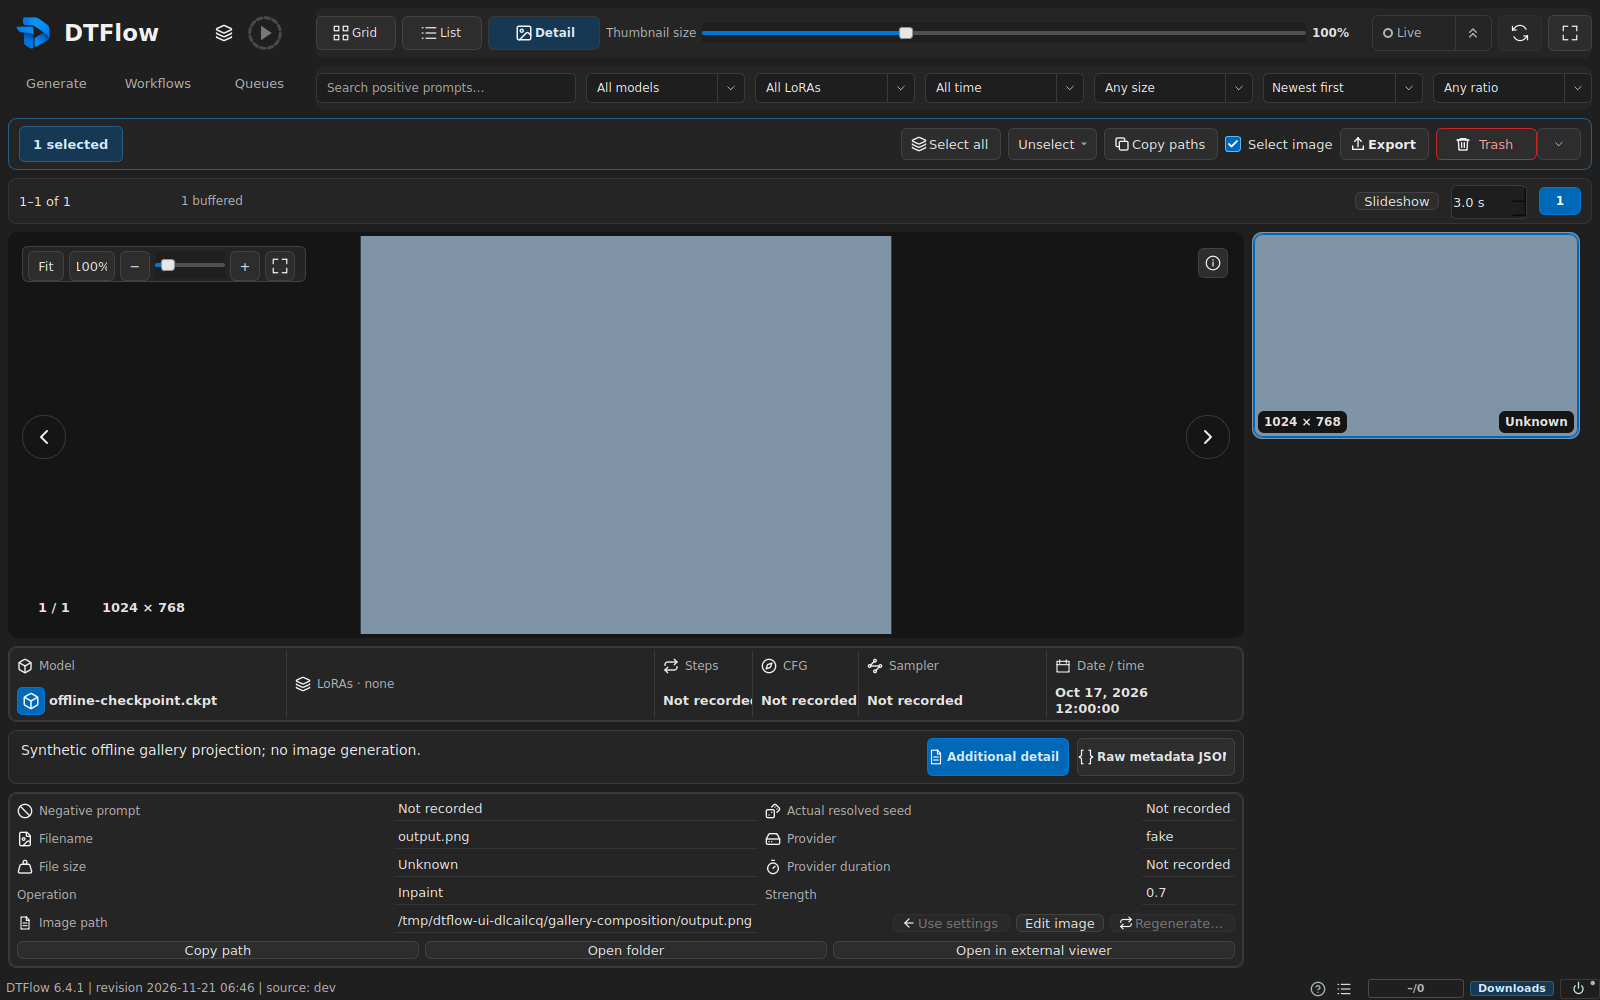 DTFlow
Grid
List
Detail
Thumbnail size
100%
Live
Generate
Workflows
Queues
Search positive prompts...
All models
All LoRAs
All time
Any size
Newest first
Any ratio
1 selected
Select all
Unselect
Copy paths
Select image
Export
Trash
1–1 of 1
1 buffered
Slideshow
3.0 s
1
Fit
100%
1 / 1
1024 × 768
1024 × 768
Unknown
Model
offline-checkpoint.ckpt
LoRAs · none
Steps
Not recorded
CFG
Not recorded
Sampler
Not recorded
Date / time
Oct 17, 2026
12:00:00
Synthetic offline gallery projection; no image generation.
Additional detail
Raw metadata JSON
Negative prompt
Not recorded
Actual resolved seed
Not recorded
Filename
output.png
Provider
fake
File size
Unknown
Provider duration
Not recorded
Operation
Inpaint
Strength
0.7
Image path
/tmp/dtflow-ui-dlcailcq/gallery-composition/output.png
Use settings
Edit image
Regenerate...
Copy path
Open folder
Open in external viewer
DTFlow 6.4.1 | revision 2026-11-21 06:46 | source: dev
–/0
Downloads